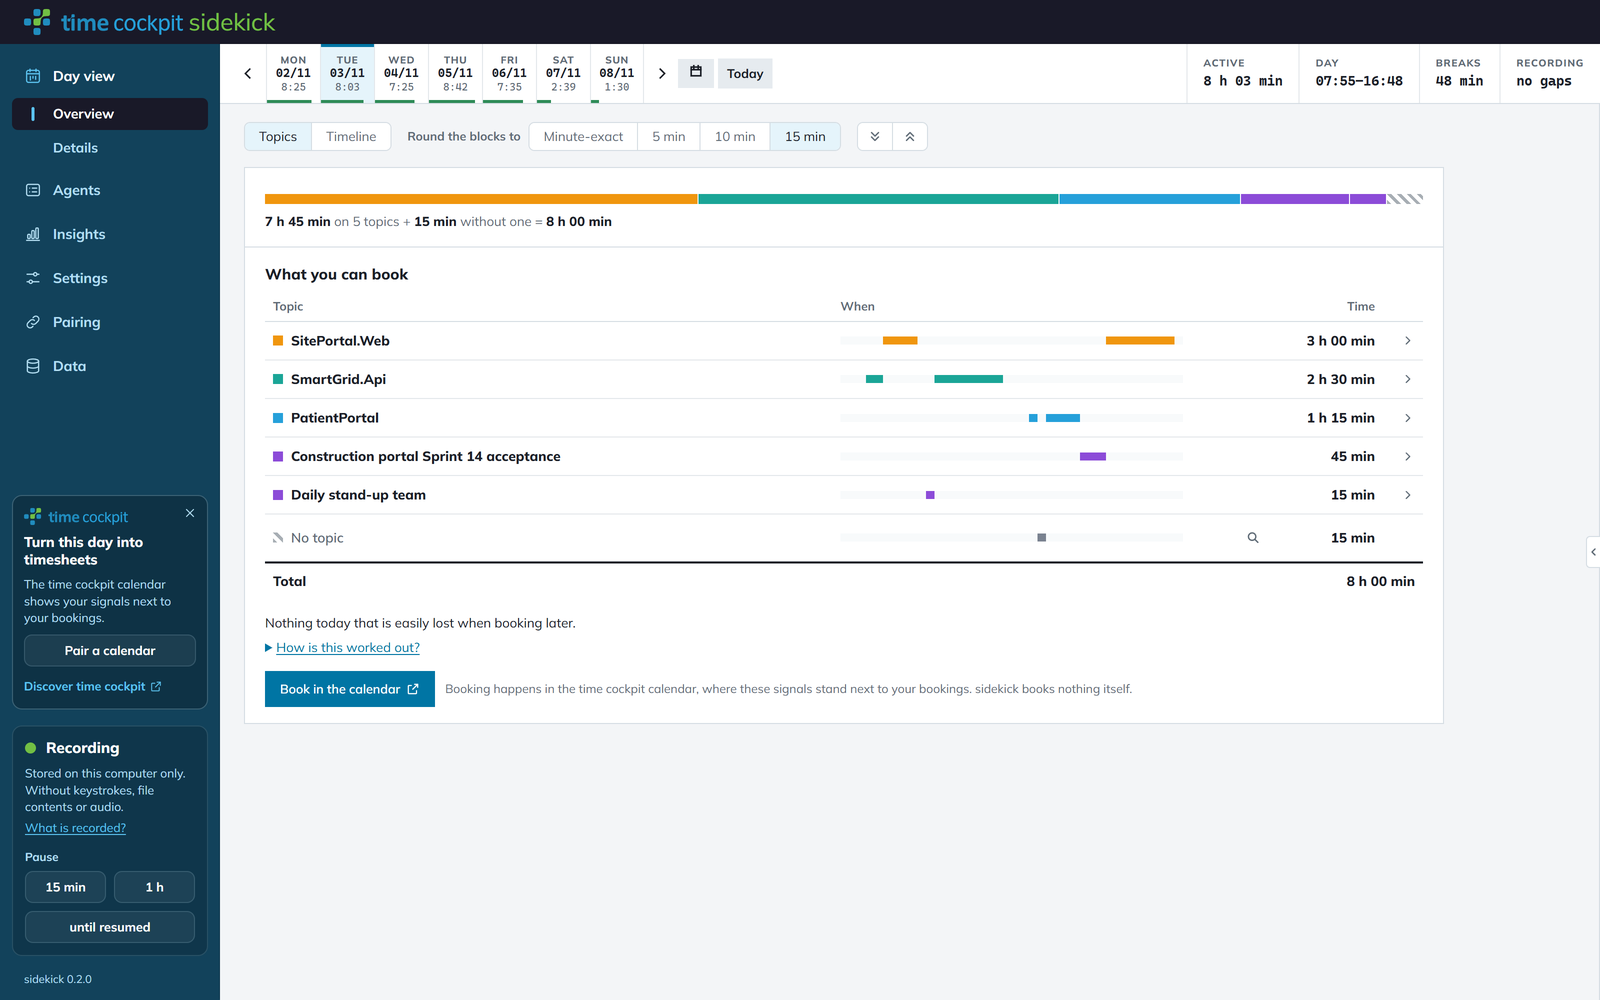 time cockpit sidekick
Day view
Overview
Details
Agents
Insights
Settings
Pairing
Data
time cockpit
Turn this day into
timesheets
The time cockpit calendar
shows your signals next to
your bookings.
Pair a calendar
Discover time cockpit
Recording
Stored on this computer only.
Without keystrokes, file
contents or audio.
What is recorded?
Pause
15 min 1 h
until resumed
sidekick 0.2.0
MON TUE WED THU FRI SAT SUN
02/11 03/11 04/11 05/11 06/11 07/11 08/11
8:25 8:03 7:25 8:42 7:35 2:39 1:30
Today
ACTIVE DAY BREAKS RECORDING
8 h 03 min 07:55–16:48 48 min no gaps
Topics Timeline Round the blocks to Minute-exact 5 min 10 min 15 min
7 h 45 min on 5 topics + 15 min without one = 8 h 00 min
What you can book
Topic When Time
SitePortal.Web 3 h 00 min
SmartGrid.Api 2 h 30 min
PatientPortal 1 h 15 min
Construction portal Sprint 14 acceptance 45 min
Daily stand-up team 15 min
No topic 15 min
Total 8 h 00 min
Nothing today that is easily lost when booking later.
How is this worked out?
Book in the calendar Booking happens in the time cockpit calendar, where these signals stand next to your bookings. sidekick books nothing itself.